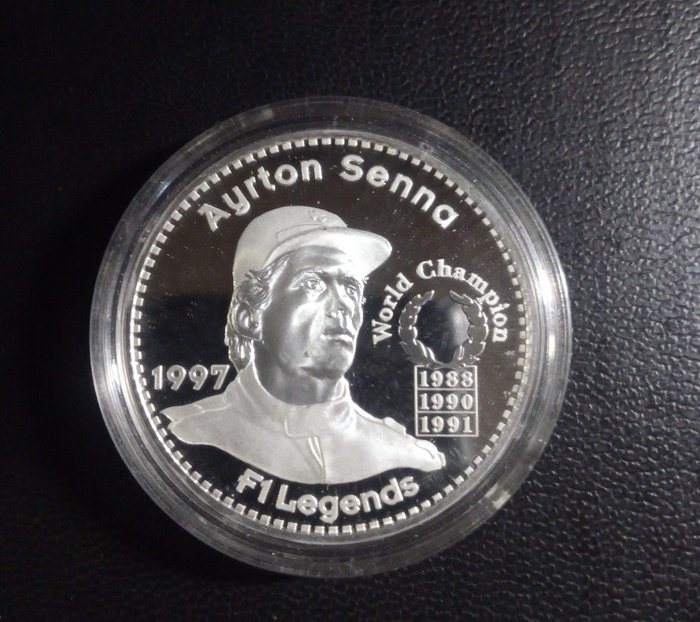 Ayrton Senna
World Champion
1997
1988
1990
1991
F1 Legends